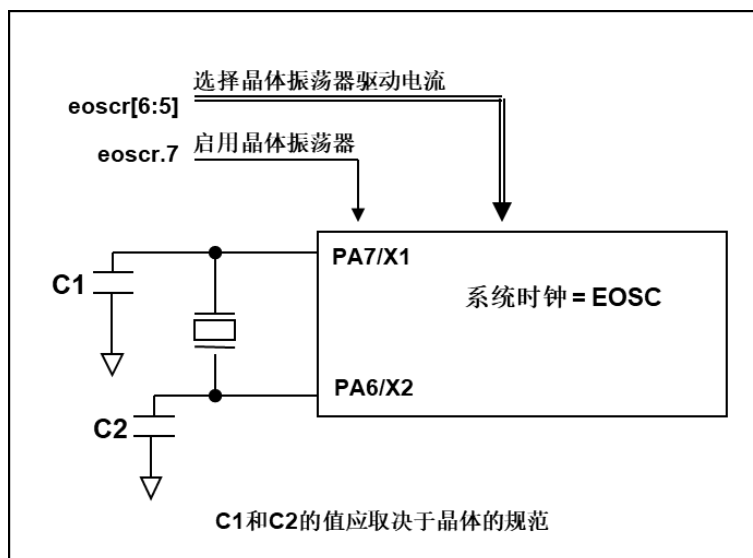 选择晶体振荡器驱动电流
eoscr[6:5]
启用晶体振荡器
eoscr.7
PA7/X1
C1
系统时钟 = EOSC
PA6/X2
C2
C1和C2的值应取决于晶体的规范